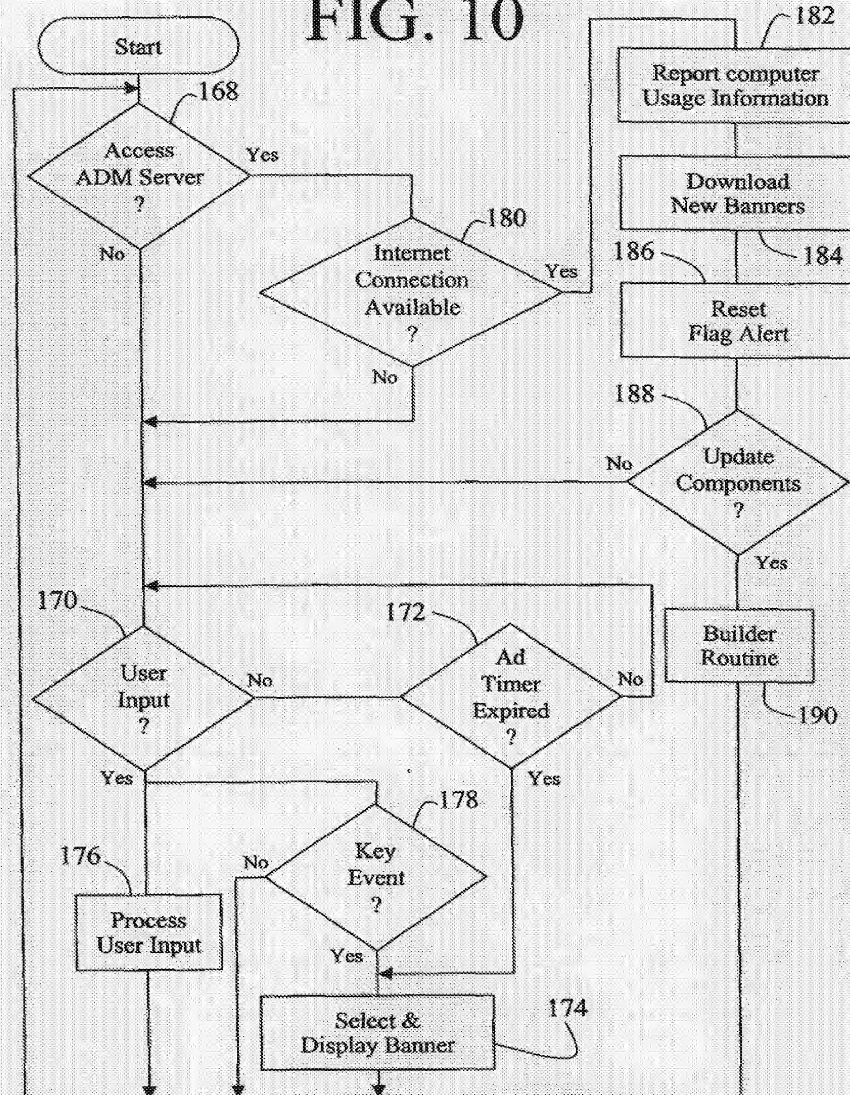 FIG. 10
Start
168
Access
ADM Server
?
Yes
No
180
Internet
Connection
Available
?
Yes
No
182
Report computer
Usage Information
Download
New Banners
184
186
Reset
Flag Alert
188
Update
Components
?
No
Yes
Builder
Routine
190
170
User
Input
?
No
Yes
172
Ad
Timer
Expired
?
No
Yes
178
Key
Event
?
No
Yes
176
Process
User Input
Select &
Display Banner
174